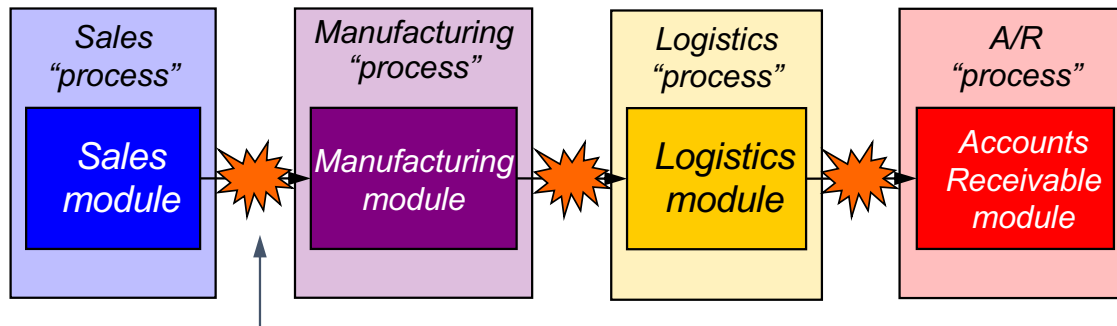 Sales
“process”
Sales
module
Manufacturing
“process”
Manufacturing
module
Logistics
“process”
Logistics
module
A/R
“process”
Accounts
Receivable
module